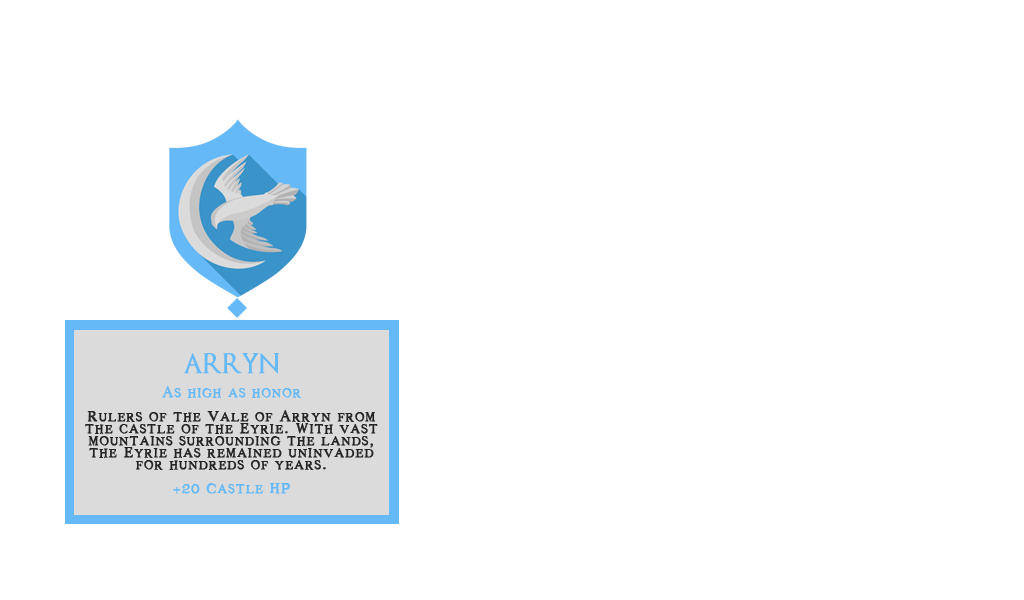 ARRYN
As high as honor
Rulers of the Vale of Arryn from
the castle of the Eyrie. With vast
mountains surrounding the lands,
the Eyrie has remained uninvaded
for hundreds of years.
+20 Castle HP